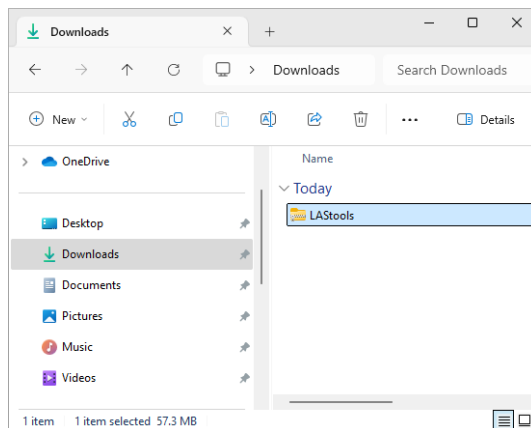 Downloads
Downloads
Search Downloads
New
Details
OneDrive
Name
Today
LAStools
Desktop
Downloads
Documents
Pictures
Music
Videos
1 item
1 item selected 57.3 MB